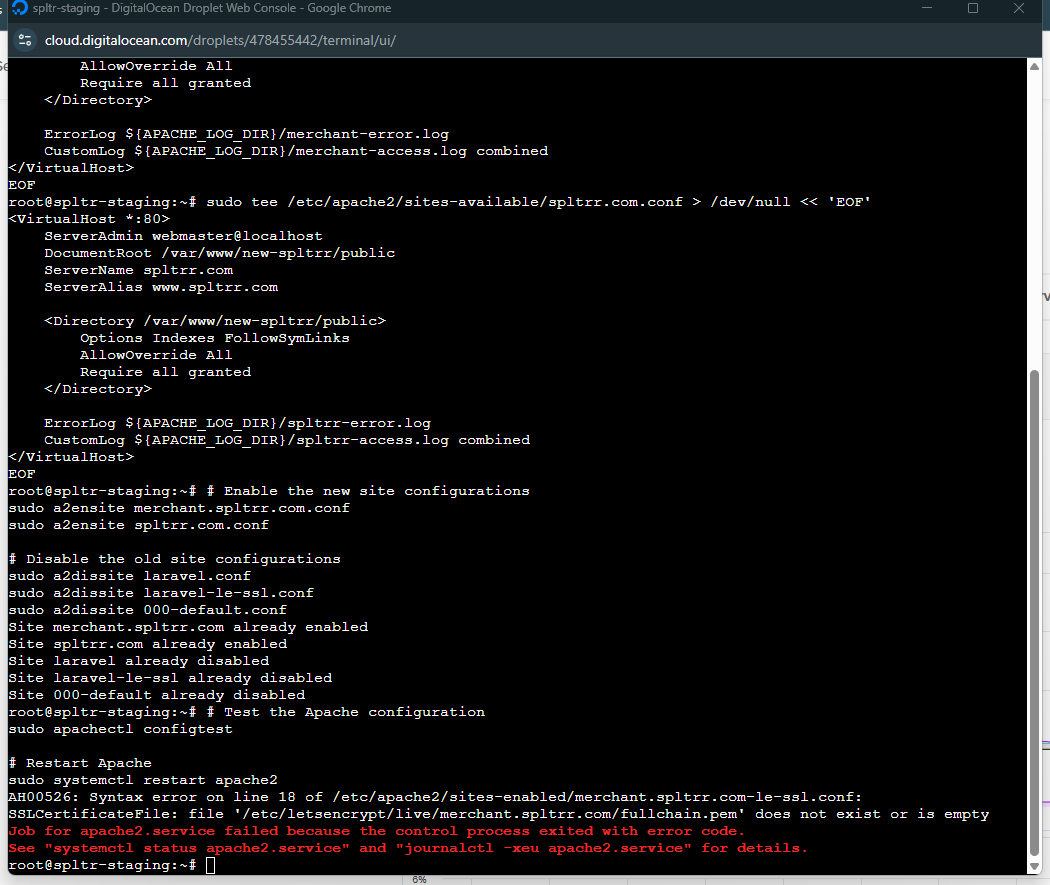 spltr-staging - DigitalOcean Droplet Web Console - Google Chrome
cloud.digitalocean.com/droplets/478455442/terminal/ui/
        AllowOverride All
        Require all granted
    </Directory>

    ErrorLog ${APACHE_LOG_DIR}/merchant-error.log
    CustomLog ${APACHE_LOG_DIR}/merchant-access.log combined
</VirtualHost>
EOF
root@spltr-staging:~# sudo tee /etc/apache2/sites-available/spltrr.com.conf > /dev/null << 'EOF'
<VirtualHost *:80>
    ServerAdmin webmaster@localhost
    DocumentRoot /var/www/new-spltrr/public
    ServerName spltrr.com
    ServerAlias www.spltrr.com

    <Directory /var/www/new-spltrr/public>
        Options Indexes FollowSymLinks
        AllowOverride All
        Require all granted
    </Directory>

    ErrorLog ${APACHE_LOG_DIR}/spltrr-error.log
    CustomLog ${APACHE_LOG_DIR}/spltrr-access.log combined
</VirtualHost>
EOF
root@spltr-staging:~# # Enable the new site configurations
sudo a2ensite merchant.spltrr.com.conf
sudo a2ensite spltrr.com.conf

# Disable the old site configurations
sudo a2dissite laravel.conf
sudo a2dissite laravel-le-ssl.conf
sudo a2dissite 000-default.conf
Site merchant.spltrr.com already enabled
Site spltrr.com already enabled
Site laravel already disabled
Site laravel-le-ssl already disabled
Site 000-default already disabled
root@spltr-staging:~# # Test the Apache configuration
sudo apachectl configtest

# Restart Apache
sudo systemctl restart apache2
AH00526: Syntax error on line 18 of /etc/apache2/sites-enabled/merchant.spltrr.com-le-ssl.conf:
SSLCertificateFile: file '/etc/letsencrypt/live/merchant.spltrr.com/fullchain.pem' does not exist or is empty
Job for apache2.service failed because the control process exited with error code.
See "systemctl status apache2.service" and "journalctl -xeu apache2.service" for details.
root@spltr-staging:~#
6%